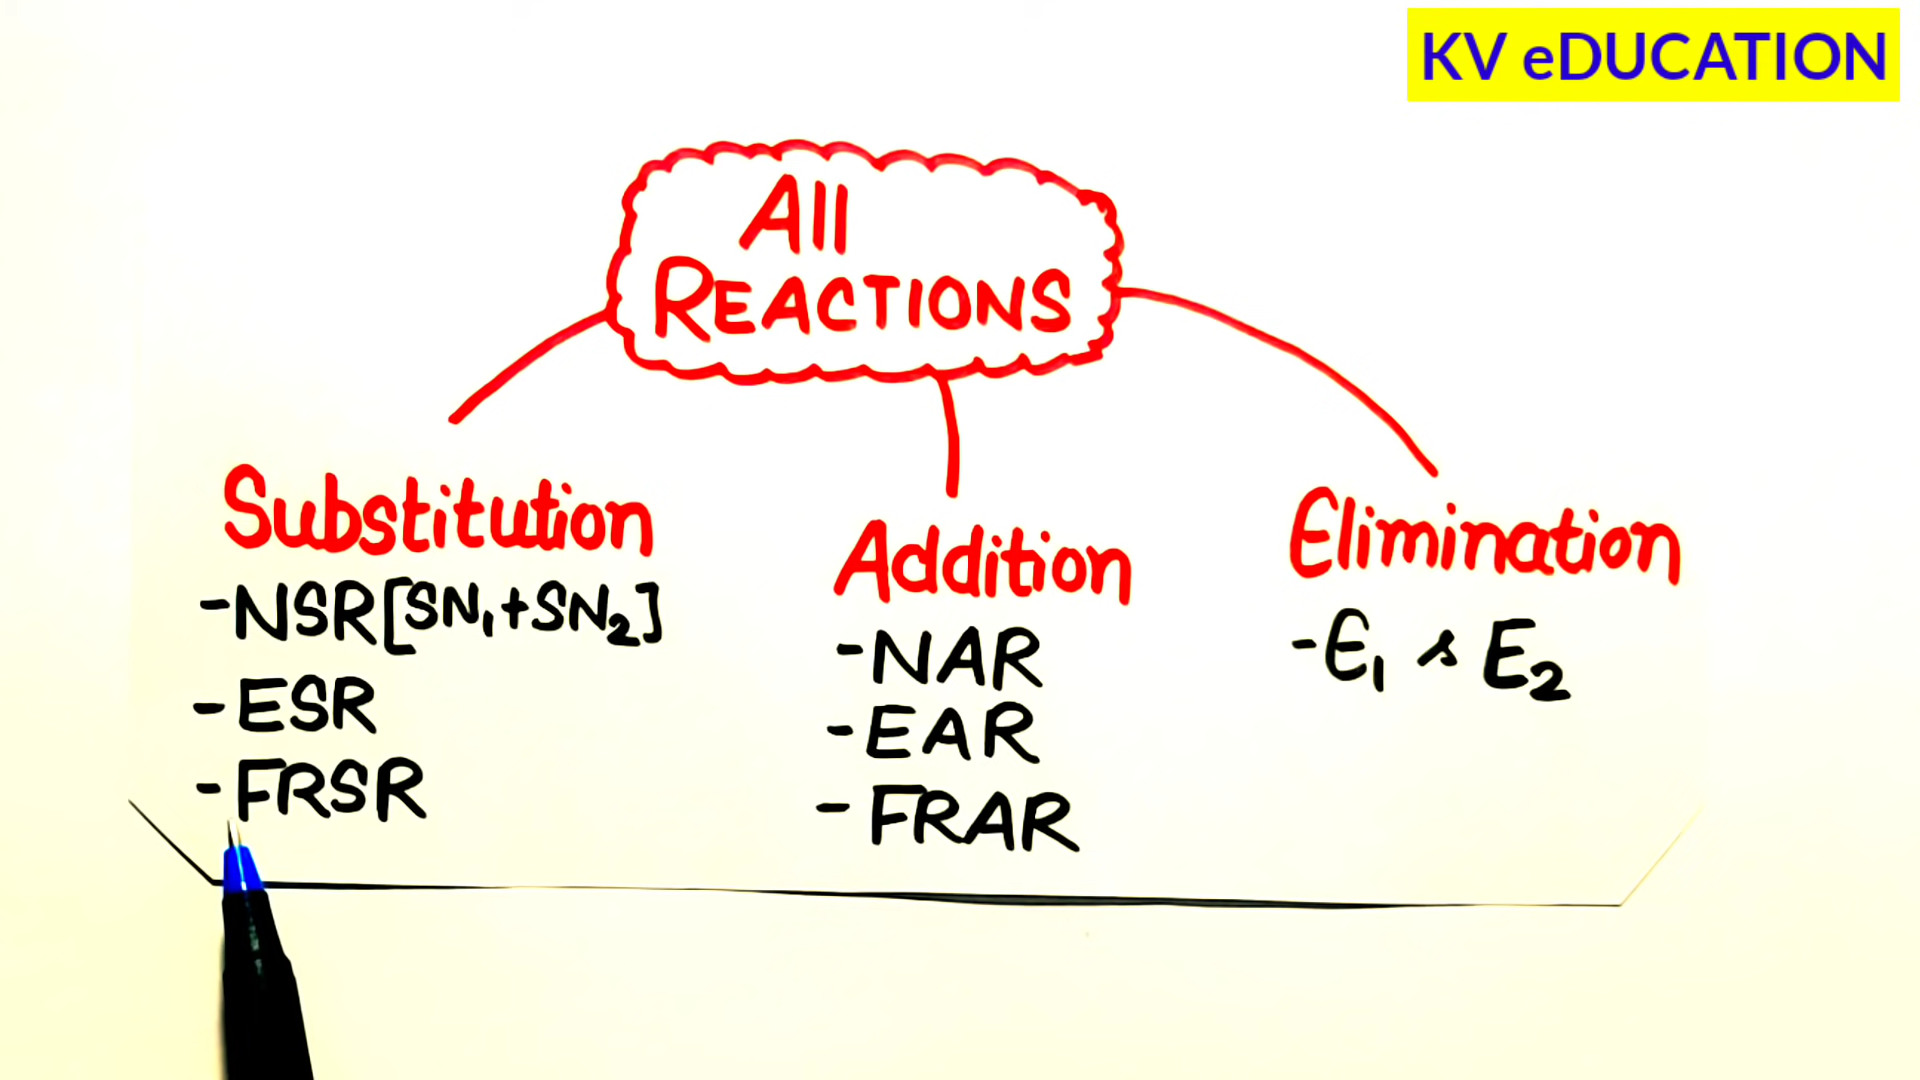 KV eDUCATION
All
REACTIONS
Substitution
-NSR[SN₁+SN₂]
-ESR
-FRSR
Addition
-NAR
-EAR
-FRAR
Elimination
-E₁ & E₂